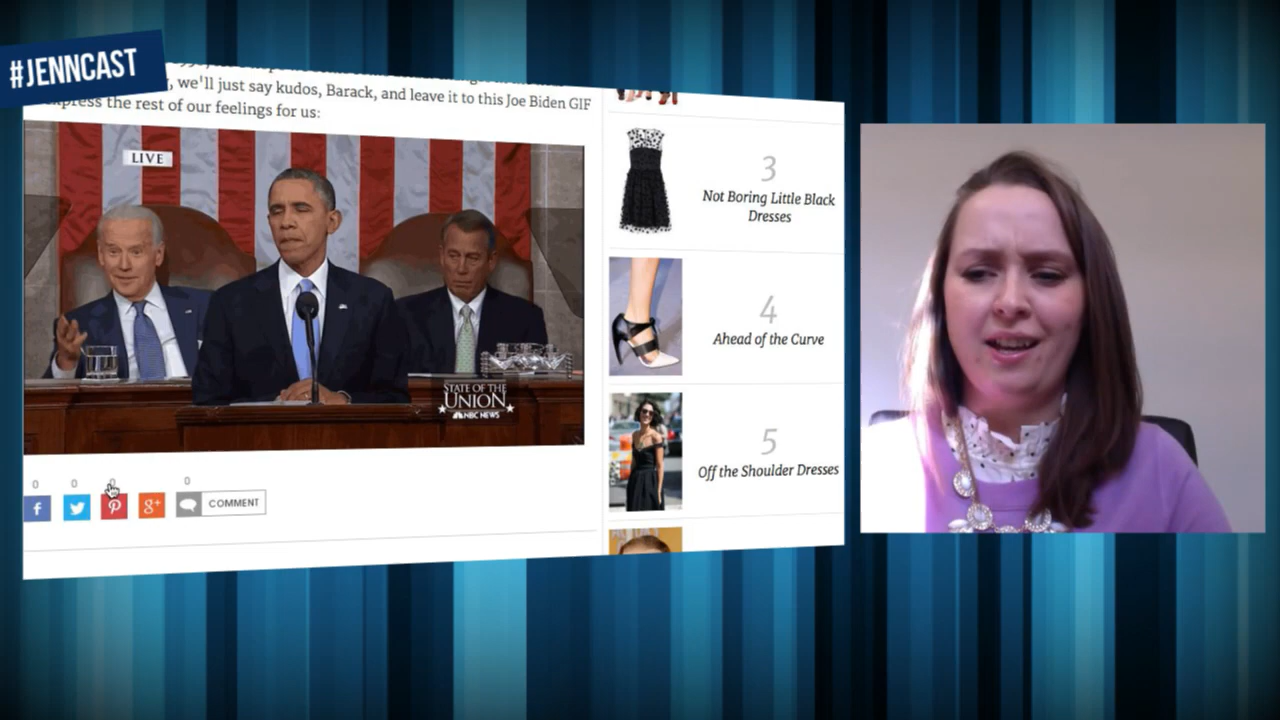 #JENNCAST
we'll just say kudos, Barack, and leave it to this Joe Biden GIF
the rest of our feelings for us:
LIVE
STATE OF THE
UNION
NBC NEWS
0 0 0
f g+ COMMENT
3
Not Boring Little Black
Dresses
4
Ahead of the Curve
5
Off the Shoulder Dresses